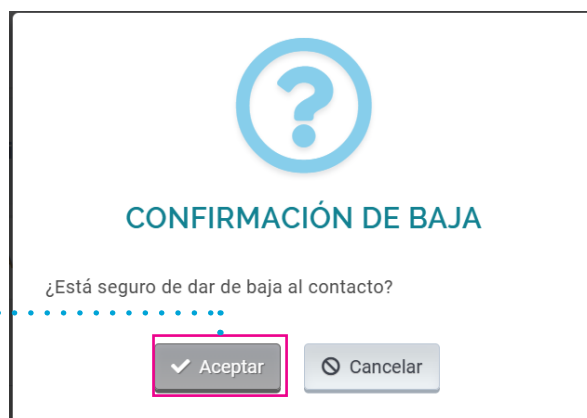 CONFIRMACIÓN DE BAJA
¿Está seguro de dar de baja al contacto?
Aceptar
Cancelar